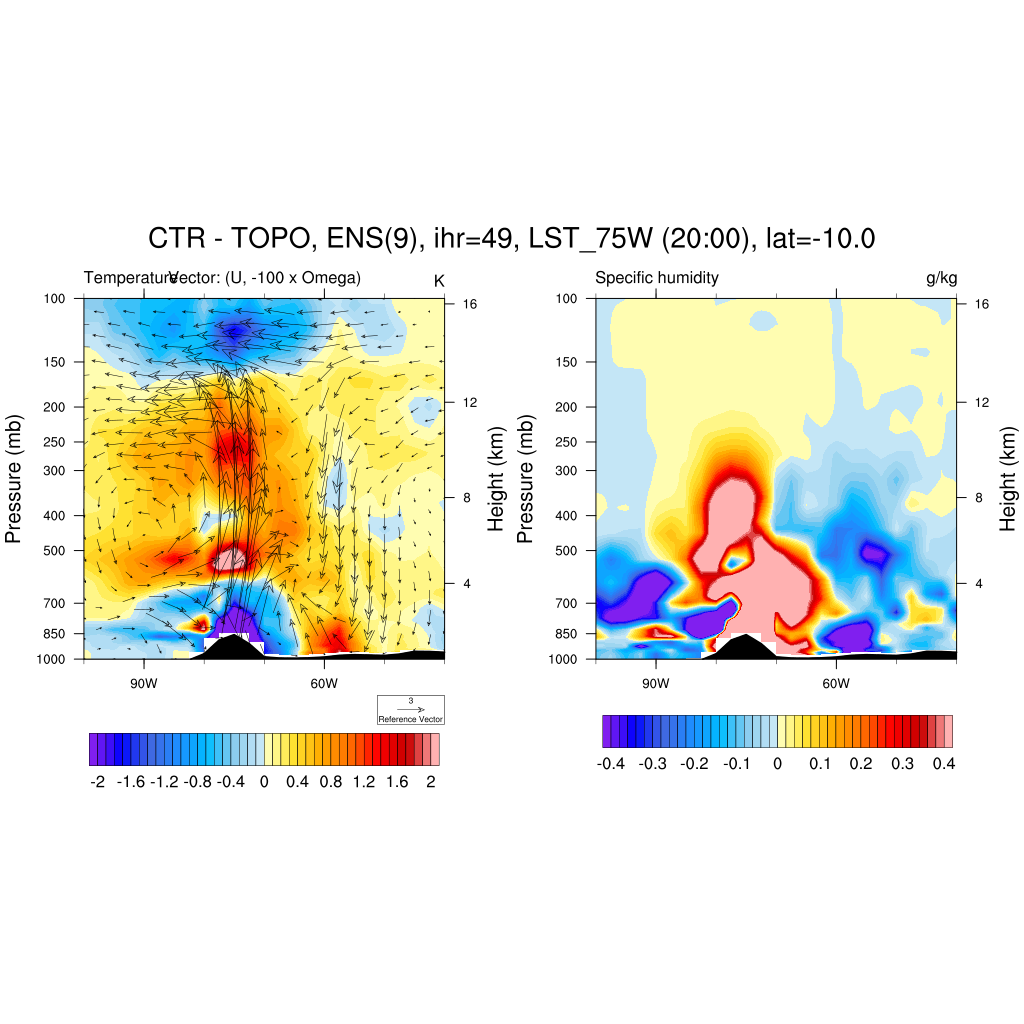 CTR - TOPO, ENS(9), ihr=49, LST_75W (20:00), lat=-10.0
Temperature Vector: (U, -100 x Omega) K
Specific humidity g/kg
Pressure (mb)
100
150
200
250
300
400
500
700
850
1000
16
12
8
4
Height (km)
90W 60W
3
Reference Vector
-2 -1.6 -1.2 -0.8 -0.4 0 0.4 0.8 1.2 1.6 2
Pressure (mb)
100
150
200
250
300
400
500
700
850
1000
16
12
8
4
Height (km)
90W 60W
-0.4 -0.3 -0.2 -0.1 0 0.1 0.2 0.3 0.4